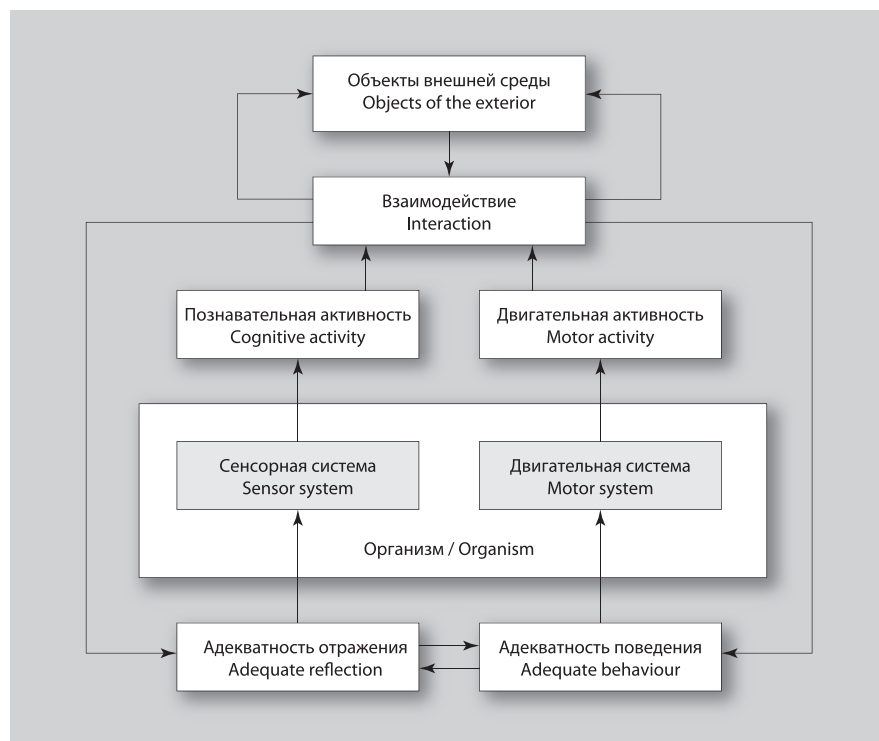 Объекты внешней среды
Objects of the exterior
Взаимодействие
Interaction
Познавательная активность
Cognitive activity
Двигательная активность
Motor activity
Сенсорная система
Sensor system
Двигательная система
Motor system
Организм / Organism
Адекватность отражения
Adequate reflection
Адекватность поведения
Adequate behaviour